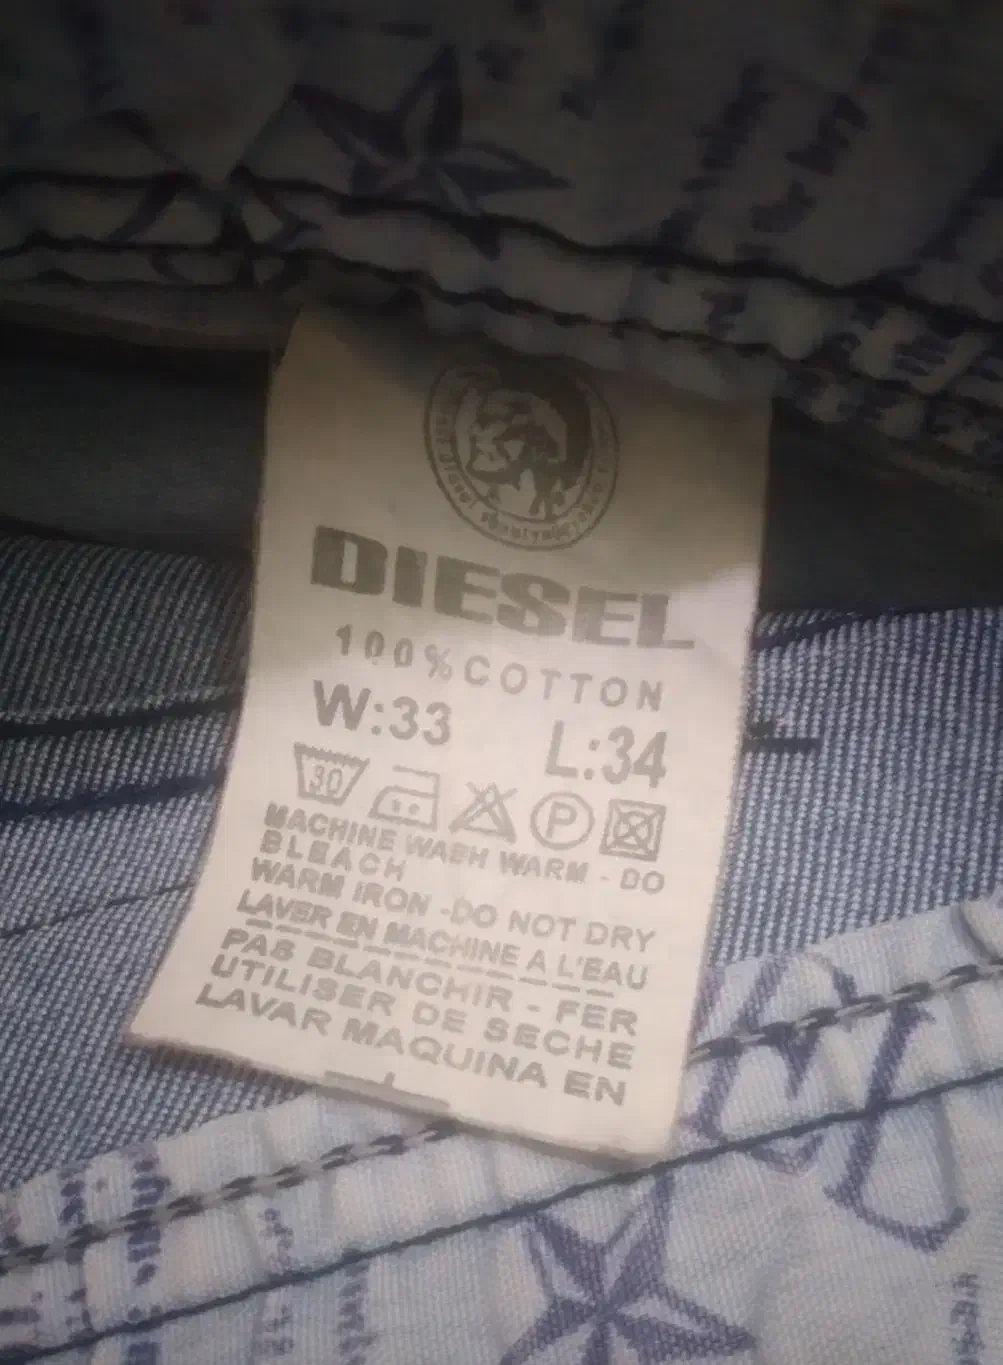 DIESEL
100%COTTON
W:33 L:34
30 P
MACHINE WASH WARM - DO
BLEACH
WARM IRON -DO NOT DRY
LAVER EN MACHINE A L'EAU
PAS BLANCHIR - FER
UTILISER DE SECHE
LAVAR MAQUINA EN